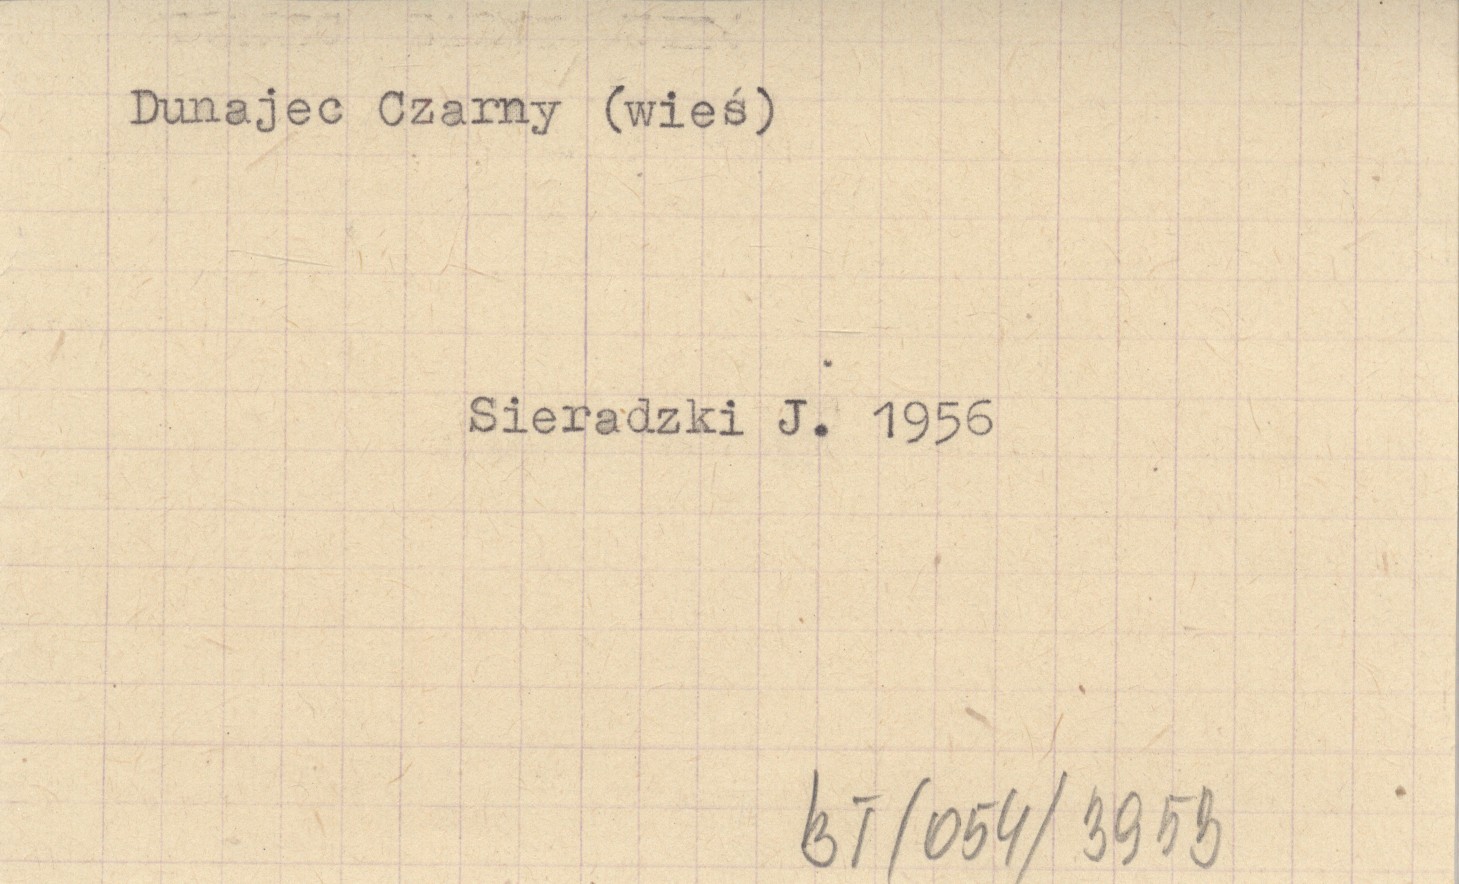 Dunajec Czarny (wieś)
Sieradzki J. 1956
BT/054/3953